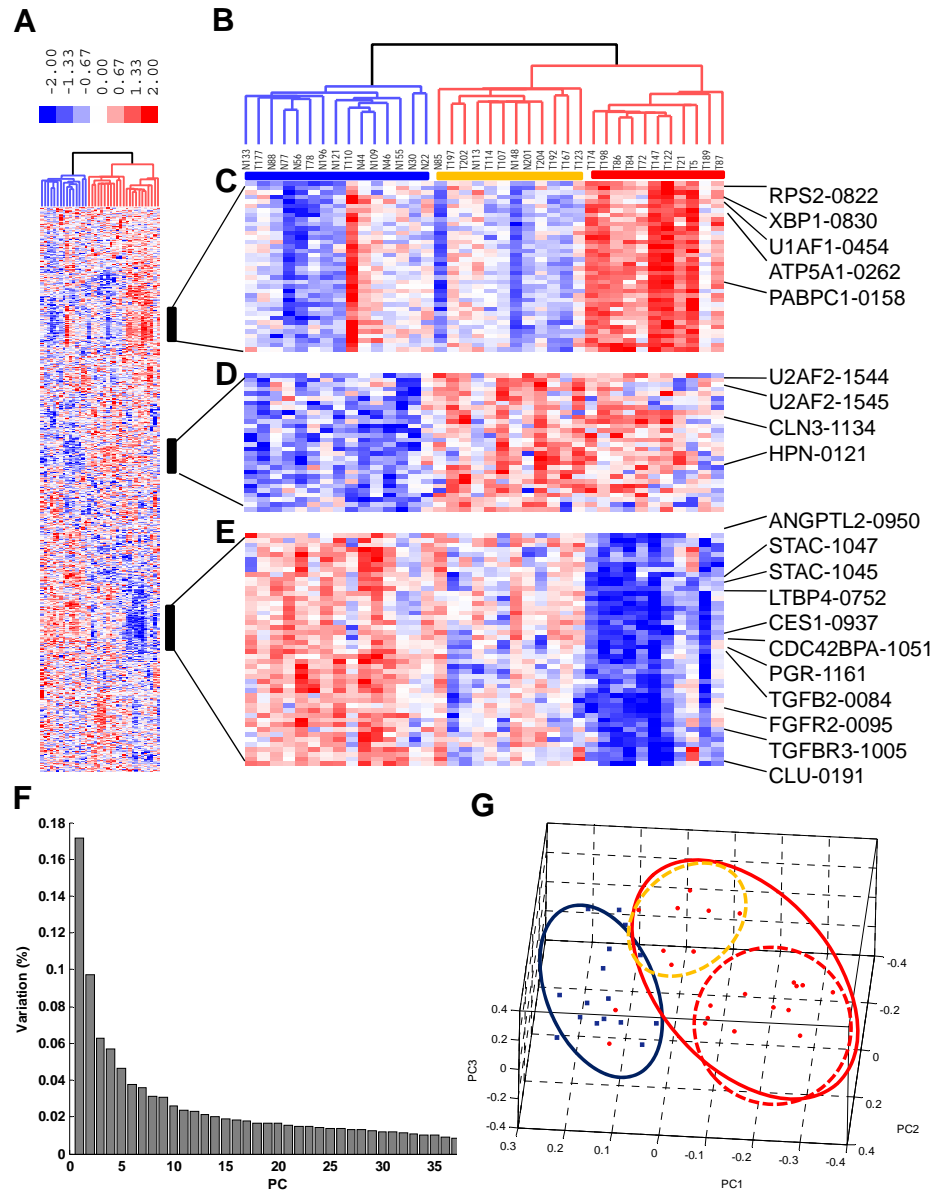 A
B
-2.00
-1.33
-0.67
0.00
0.67
1.33
2.00
N133
T177
N88
N77
N56
T78
N196
N121
T110
N44
N109
N46
N155
N30
N22
N85
T197
T202
N113
T114
T107
N148
N201
T204
T192
T167
T123
T174
T198
T86
T84
T72
T147
T122
T21
T5
T189
T87
C
RPS2-0822
XBP1-0830
U1AF1-0454
ATP5A1-0262
PABPC1-0158
D
U2AF2-1544
U2AF2-1545
CLN3-1134
HPN-0121
E
ANGPTL2-0950
STAC-1047
STAC-1045
LTBP4-0752
CES1-0937
CDC42BPA-1051
PGR-1161
TGFB2-0084
FGFR2-0095
TGFBR3-1005
CLU-0191
F
0.18
0.16
0.14
0.12
0.1
0.08
0.06
0.04
0.02
0
Variation (%)
0 5 10 15 20 25 30 35
PC
G
0.4
0.2
0
-0.2
-0.4
PC3
0.3 0.2 0.1 0 -0.1 -0.2 -0.3 -0.4
PC1
-0.4
-0.2
0
0.2
0.4
PC2